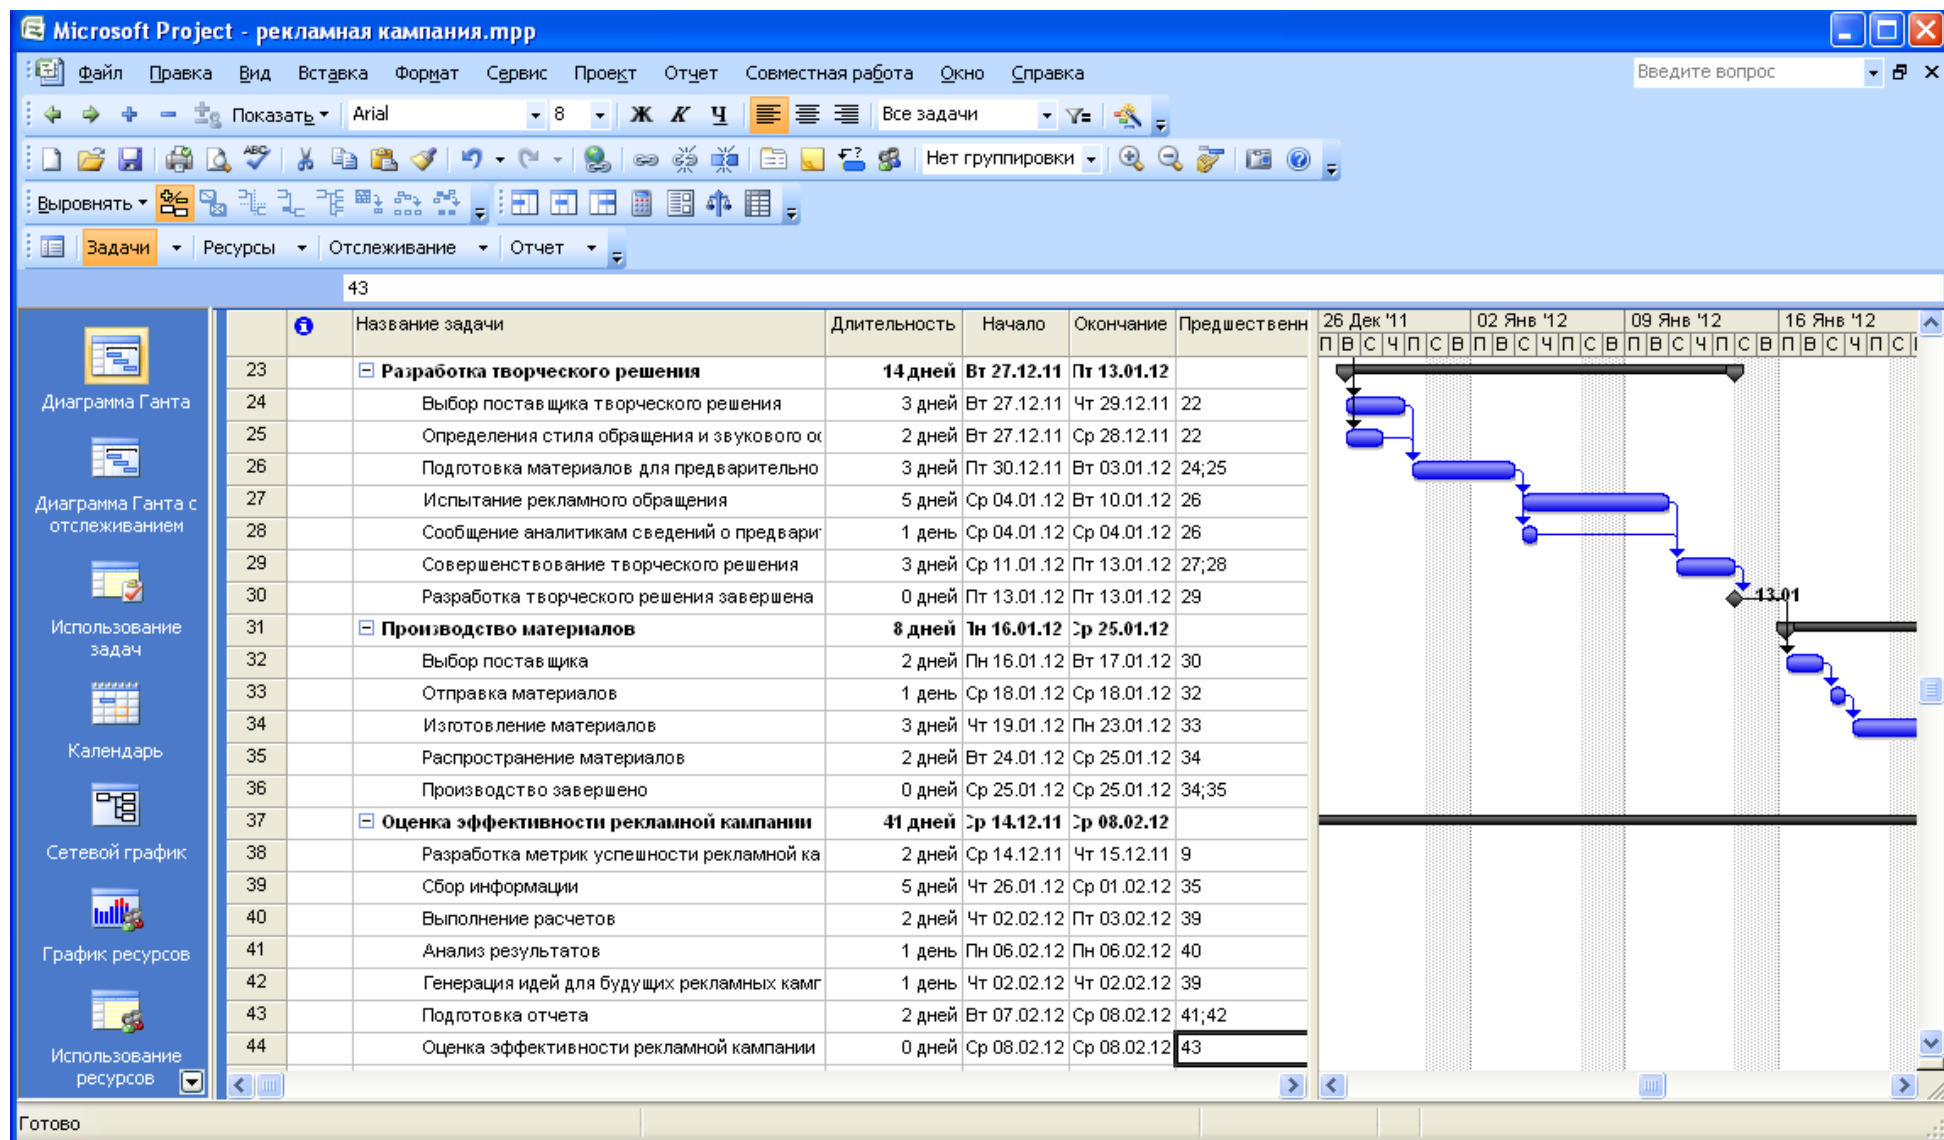 Microsoft Project - рекламная кампания.mpp
Файл Правка Вид Вставка Формат Сервис Проект Отчет Совместная работа Окно Справка Введите вопрос
Показать Arial 8 Ж К Ч Все задачи
ABC Нет группировки
Выровнять
Задачи Ресурсы Отслеживание Отчет
43
Диаграмма Ганта
Диаграмма Ганта с
отслеживанием
Использование
задач
Календарь
Сетевой график
График ресурсов
Использование
ресурсов
Название задачи Длительность Начало Окончание Предшественн
26 Дек '11 02 Янв '12 09 Янв '12 16 Янв '12
П В С Ч П С В П В С Ч П С В П В С Ч П С В П В С Ч П С
23 Разработка творческого решения 14 дней Вт 27.12.11 Пт 13.01.12
24 Выбор поставщика творческого решения 3 дней Вт 27.12.11 Чт 29.12.11 22
25 Определения стиля обращения и звукового 2 дней Вт 27.12.11 Ср 28.12.11 22
26 Подготовка материалов для предварительно 3 дней Пт 30.12.11 Вт 03.01.12 24;25
27 Испытание рекламного обращения 5 дней Ср 04.01.12 Вт 10.01.12 26
28 Сообщение аналитикам сведений о предвари 1 день Ср 04.01.12 Ср 04.01.12 26
29 Совершенствование творческого решения 3 дней Ср 11.01.12 Пт 13.01.12 27;28
30 Разработка творческого решения завершена 0 дней Пт 13.01.12 Пт 13.01.12 29 13.01
31 Производство материалов 8 дней Пн 16.01.12 Ср 25.01.12
32 Выбор поставщика 2 дней Пн 16.01.12 Вт 17.01.12 30
33 Отправка материалов 1 день Ср 18.01.12 Ср 18.01.12 32
34 Изготовление материалов 3 дней Чт 19.01.12 Пн 23.01.12 33
35 Распространение материалов 2 дней Вт 24.01.12 Ср 25.01.12 34
36 Производство завершено 0 дней Ср 25.01.12 Ср 25.01.12 34;35
37 Оценка эффективности рекламной кампании 41 дней Ср 14.12.11 Ср 08.02.12
38 Разработка метрик успешности рекламной ка 2 дней Ср 14.12.11 Чт 15.12.11 9
39 Сбор информации 5 дней Чт 26.01.12 Ср 01.02.12 35
40 Выполнение расчетов 2 дней Чт 02.02.12 Пт 03.02.12 39
41 Анализ результатов 1 день Пн 06.02.12 Пн 06.02.12 40
42 Генерация идей для будущих рекламных камп 1 день Чт 02.02.12 Чт 02.02.12 39
43 Подготовка отчета 2 дней Вт 07.02.12 Ср 08.02.12 41;42
44 Оценка эффективности рекламной кампании 0 дней Ср 08.02.12 Ср 08.02.12 43
Готово